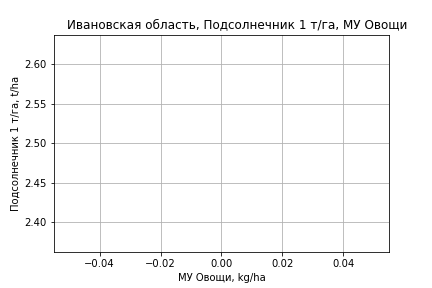 Ивановская область, Подсолнечник 1 т/га, МУ Овощи
2.60
2.55
2.50
2.45
2.40
Подсолнечник 1 т/га, t/ha
−0.04 −0.02 0.00 0.02 0.04
МУ Овощи, kg/ha